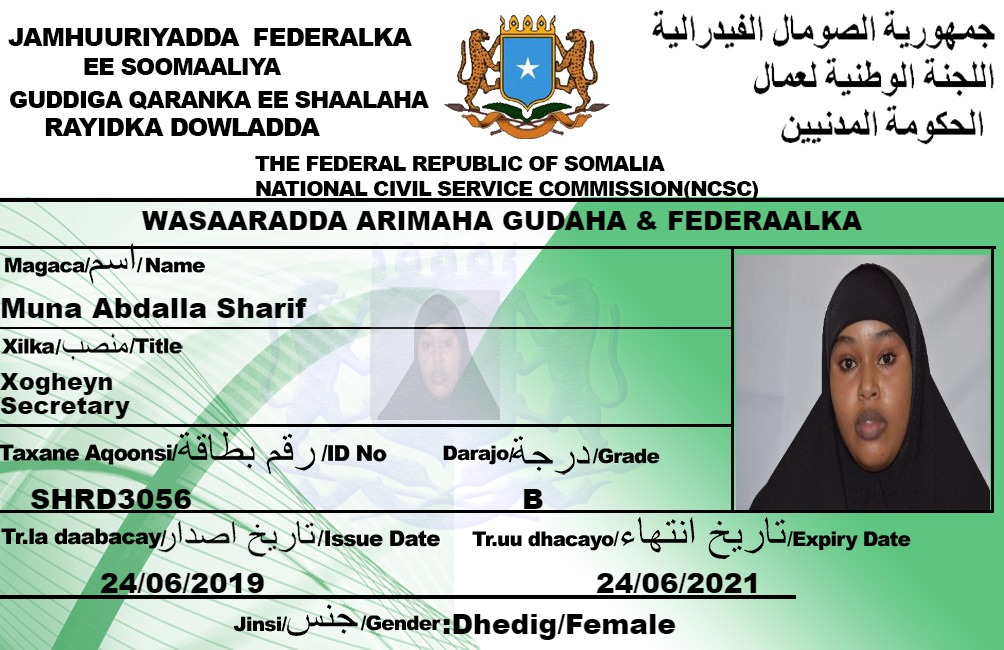 JAMHUURIYADDA FEDERALKA
EE SOOMAALIYA
GUDDIGA QARANKA EE SHAALAHA
RAYIDKA DOWLADDA
جمهورية الصومال الفيدرالية
اللجنة الوطنية لعمال
الحكومة المدنيين
THE FEDERAL REPUBLIC OF SOMALIA
NATIONAL CIVIL SERVICE COMMISSION(NCSC)
WASAARADDA ARIMAHA GUDAHA & FEDERAALKA
Magaca/اسم/Name
Muna Abdalla Sharif
Xilka/منصب/Title
Xogheyn
Secretary
Taxane Aqoonsi/رقم بطاقة/ID No Darajo/درجة/Grade
SHRD3056 B
Tr.la daabacay/تاريخ اصدار/Issue Date Tr.uu dhacayo/تاريخ انتهاء/Expiry Date
24/06/2019 24/06/2021
Jinsi/جنس/Gender:Dhedig/Female